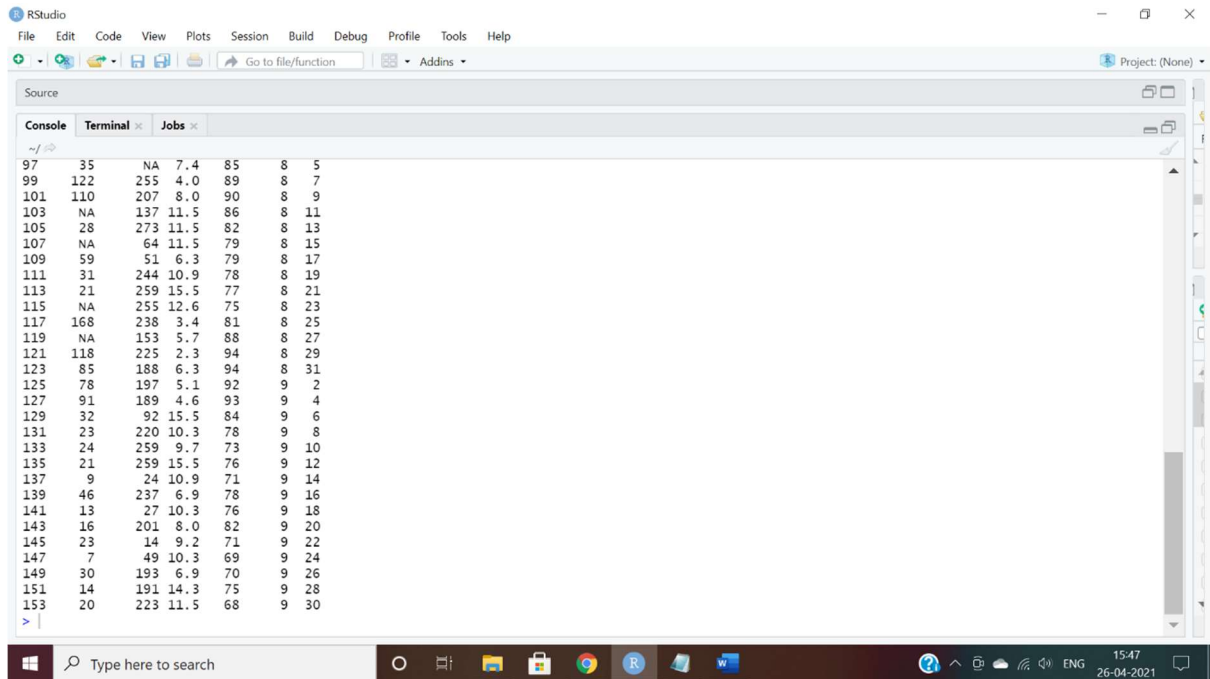 RStudio
File Edit Code View Plots Session Build Debug Profile Tools Help
Go to file/function Addins Project: (None)
Source
Console Terminal Jobs
~/
97 35 NA 7.4 85 8 5
99 122 255 4.0 89 8 7
101 110 207 8.0 90 8 9
103 NA 137 11.5 86 8 11
105 28 273 11.5 82 8 13
107 NA 64 11.5 79 8 15
109 59 51 6.3 79 8 17
111 31 244 10.9 78 8 19
113 21 259 15.5 77 8 21
115 NA 255 12.6 75 8 23
117 168 238 3.4 81 8 25
119 NA 153 5.7 88 8 27
121 118 225 2.3 94 8 29
123 85 188 6.3 94 8 31
125 78 197 5.1 92 9 2
127 91 189 4.6 93 9 4
129 32 92 15.5 84 9 6
131 23 220 10.3 78 9 8
133 24 259 9.7 73 9 10
135 21 259 15.5 76 9 12
137 9 24 10.9 71 9 14
139 46 237 6.9 78 9 16
141 13 27 10.3 76 9 18
143 16 201 8.0 82 9 20
145 23 14 9.2 71 9 22
147 7 49 10.3 69 9 24
149 30 193 6.9 70 9 26
151 14 191 14.3 75 9 28
153 20 223 11.5 68 9 30
>
Type here to search ENG 15:47
26-04-2021